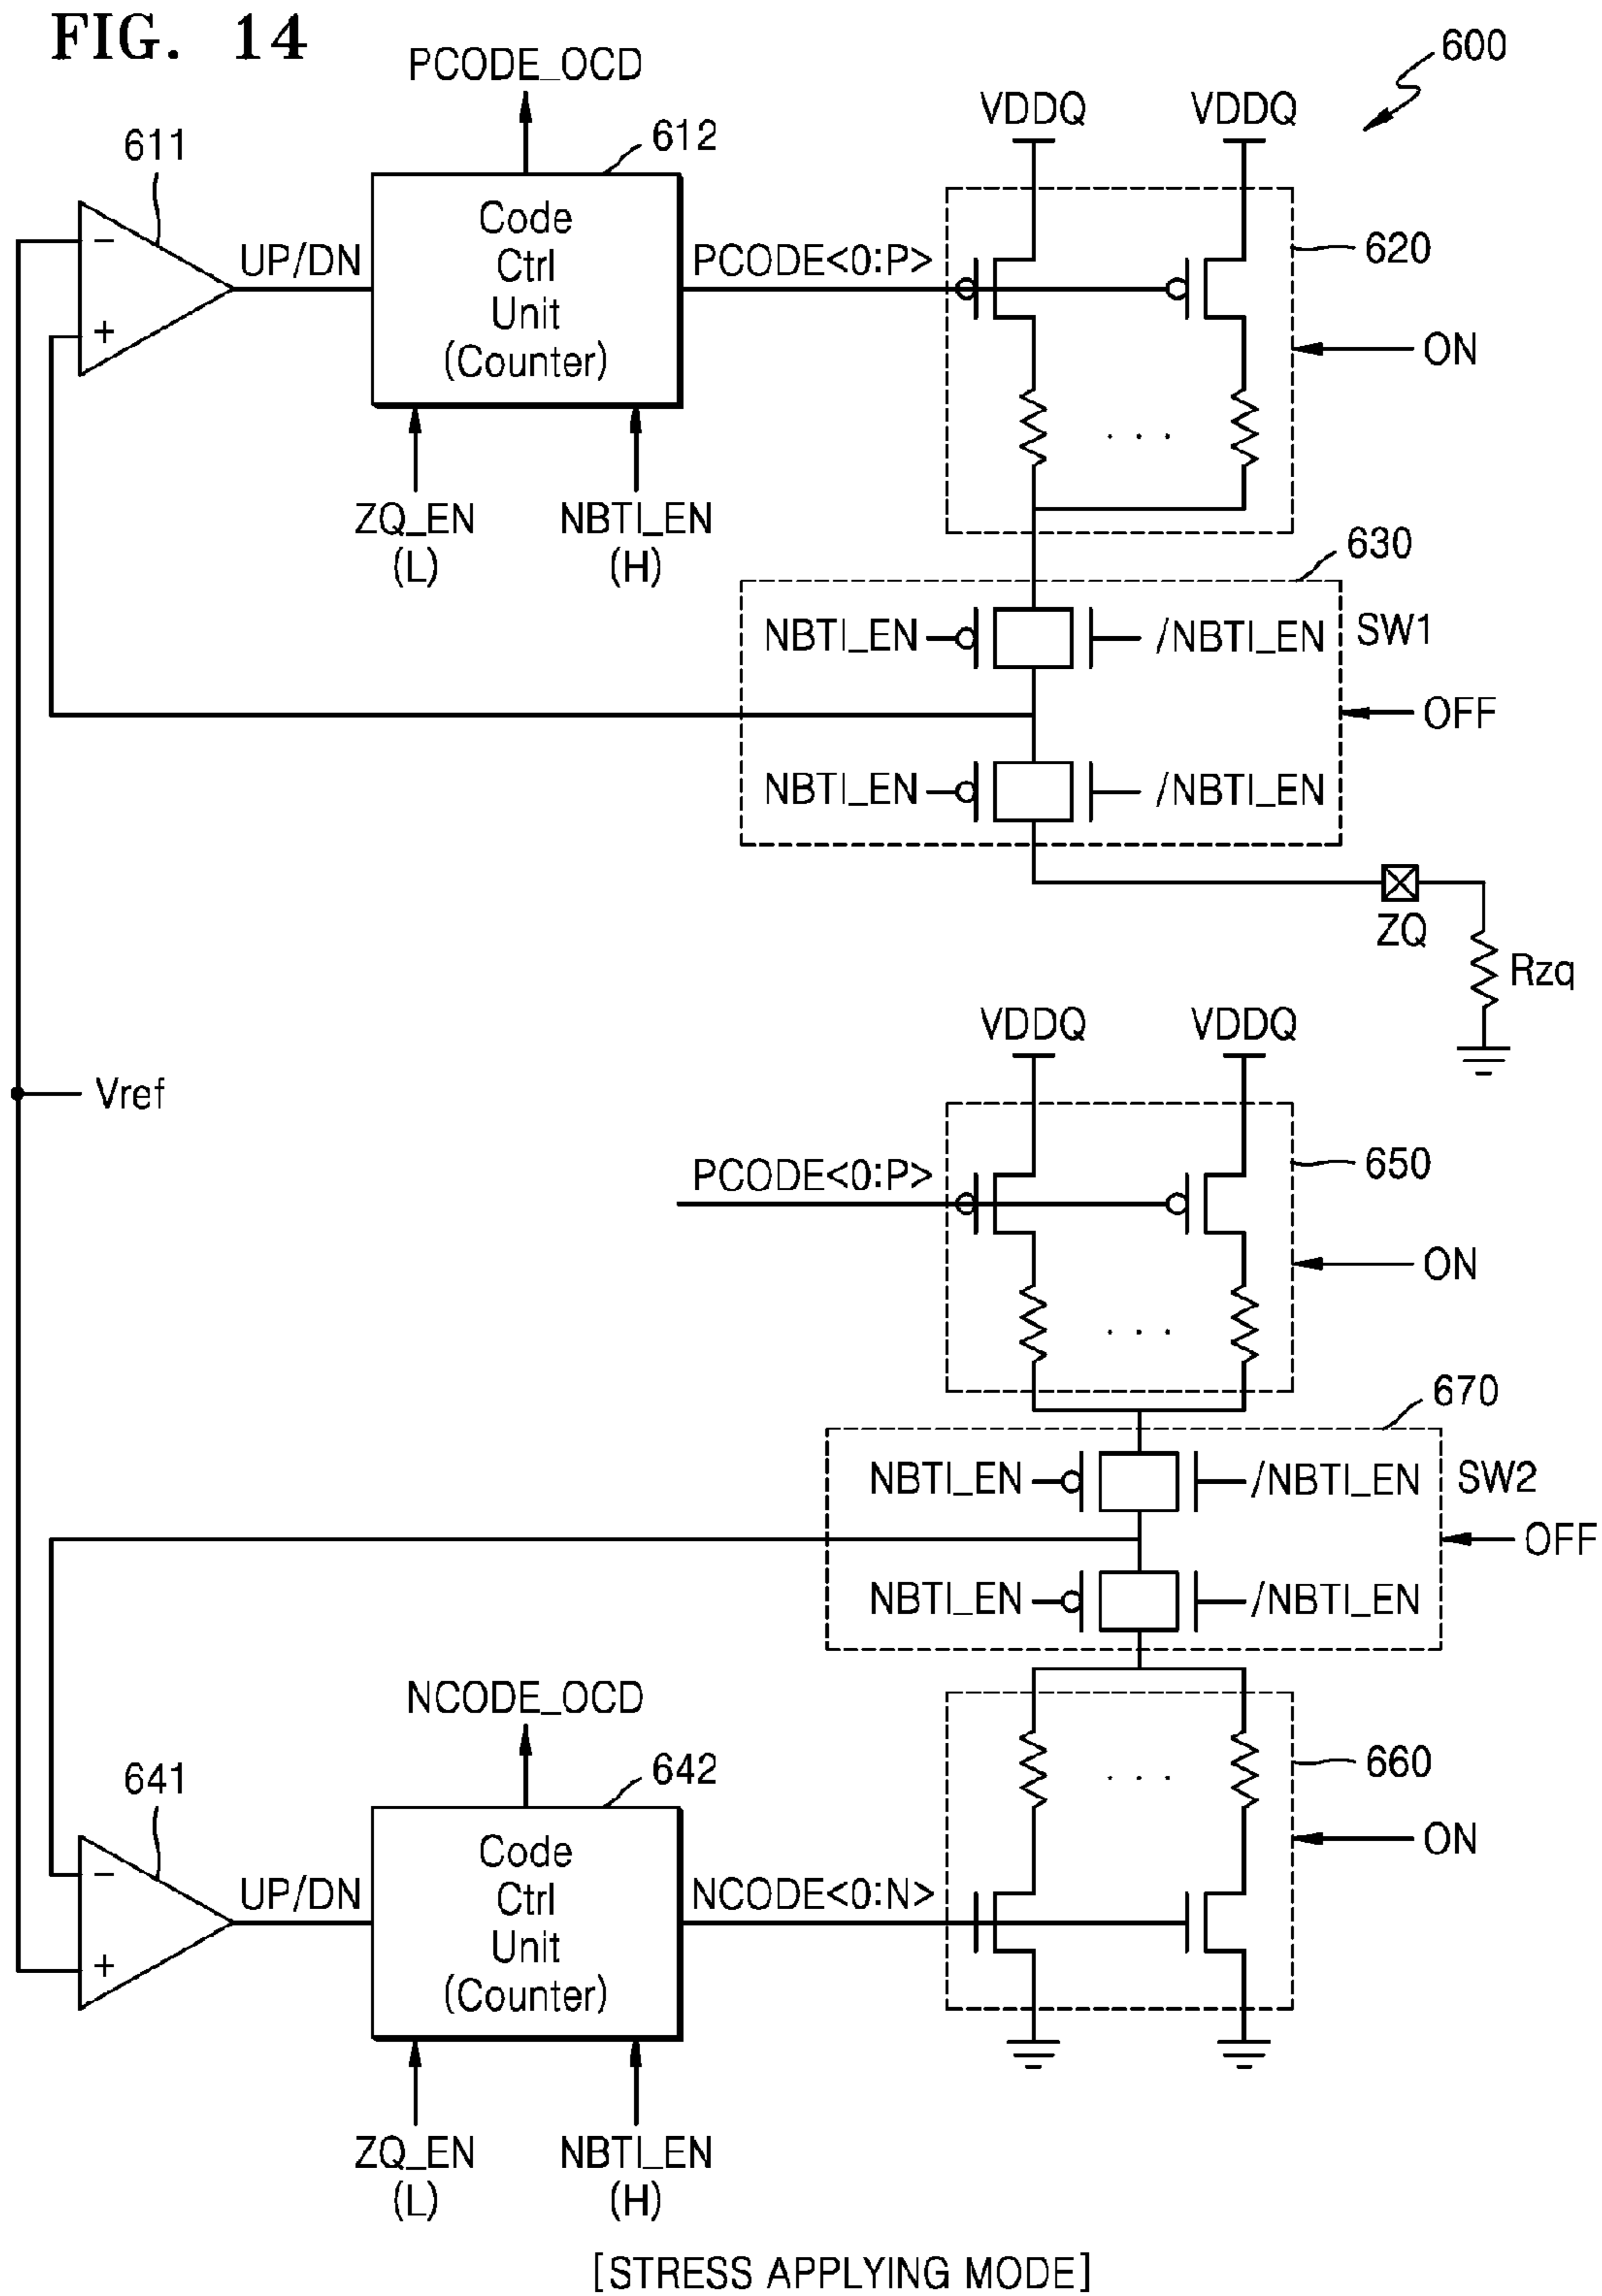 FIG. 14
600
PCODE_OCD
VDDQ VDDQ
611
612
Code
Ctrl
Unit
(Counter)
−
+
UP/DN
PCODE<0:P>
620
ON
. . .
ZQ_EN
(L)
NBTI_EN
(H)
630
NBTI_EN /NBTI_EN SW1
OFF
NBTI_EN /NBTI_EN
ZQ
Rzq
VDDQ VDDQ
Vref
PCODE<0:P>
650
ON
. . .
670
NBTI_EN /NBTI_EN SW2
OFF
NBTI_EN /NBTI_EN
NCODE_OCD
641
642
Code
Ctrl
Unit
(Counter)
−
+
UP/DN
NCODE<0:N>
660
. . .
ON
ZQ_EN
(L)
NBTI_EN
(H)
[STRESS APPLYING MODE]